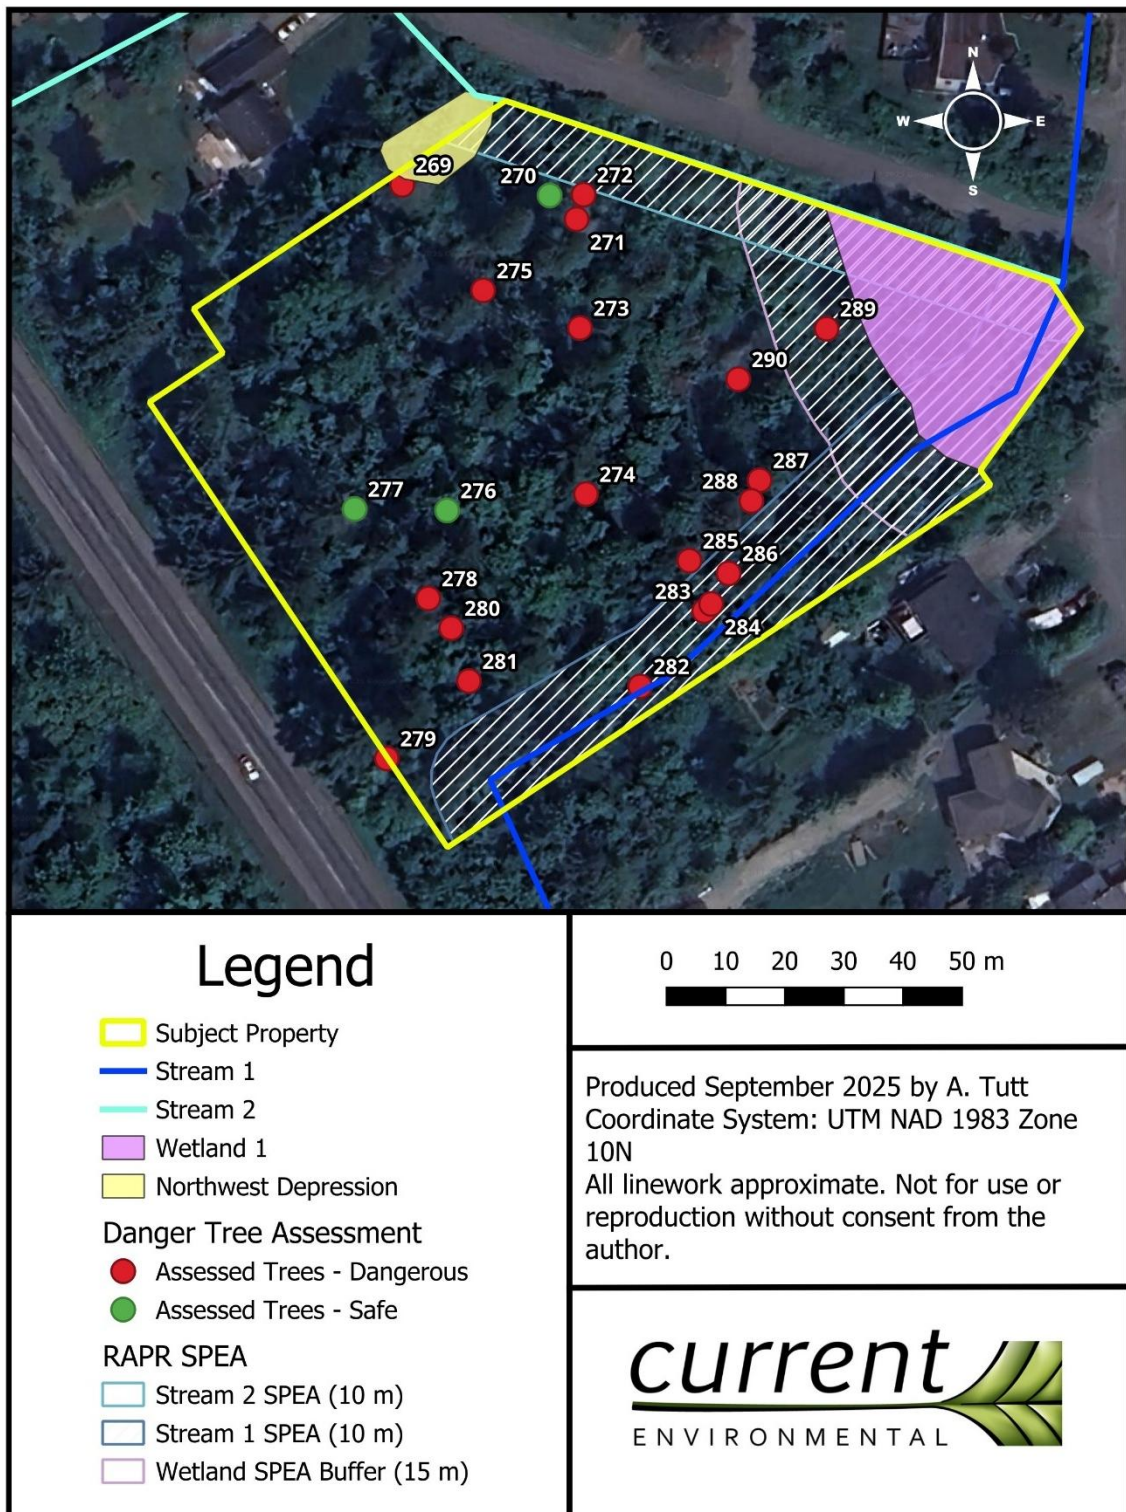 N
W E
S
269
270
272
271
275
273
289
290
274
287
288
277
276
285
286
278
283
280
284
281
282
279
Legend
Subject Property
Stream 1
Stream 2
Wetland 1
Northwest Depression
Danger Tree Assessment
Assessed Trees - Dangerous
Assessed Trees - Safe
RAPR SPEA
Stream 2 SPEA (10 m)
Stream 1 SPEA (10 m)
Wetland SPEA Buffer (15 m)
0 10 20 30 40 50 m
Produced September 2025 by A. Tutt
Coordinate System: UTM NAD 1983 Zone
10N
All linework approximate. Not for use or
reproduction without consent from the
author.
current
ENVIRONMENTAL